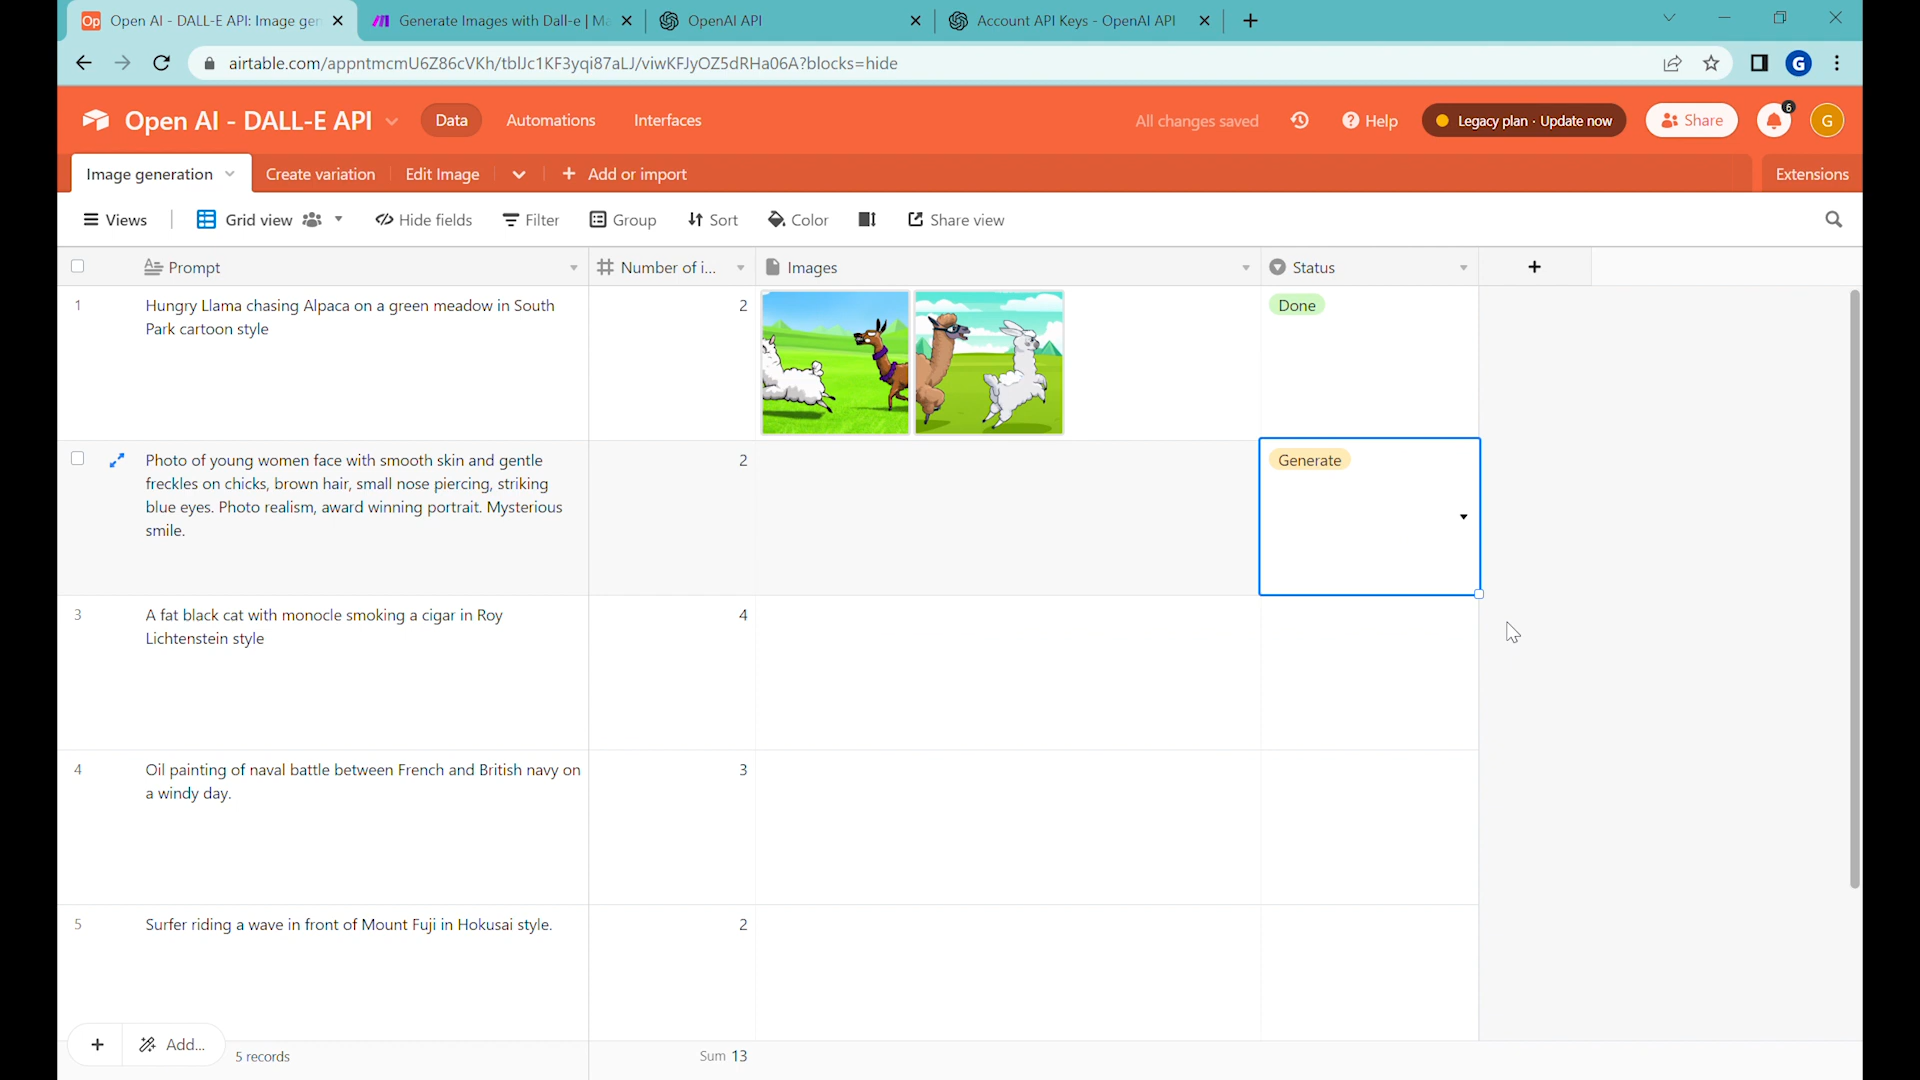 Op Open AI - DALL-E API: Image gen
Generate Images with Dall-e | Ma
OpenAI API
Account API Keys - OpenAI API
airtable.com/appntmcmU6Z86cVKh/tblJc1KF3yqi87aLJ/viwKFJyOZ5dRHa06A?blocks=hide
G
Open AI - DALL-E API
Data
Automations
Interfaces
All changes saved
Help
Legacy plan · Update now
Share
6
G
Image generation
Create variation
Edit Image
Add or import
Extensions
Views
Grid view
Hide fields
Filter
Group
Sort
Color
Share view
Prompt
Number of i...
Images
Status
1
Hungry Llama chasing Alpaca on a green meadow in South
Park cartoon style
2
Done
Photo of young women face with smooth skin and gentle
freckles on chicks, brown hair, small nose piercing, striking
blue eyes. Photo realism, award winning portrait. Mysterious
smile.
2
Generate
3
A fat black cat with monocle smoking a cigar in Roy
Lichtenstein style
4
4
Oil painting of naval battle between French and British navy on
a windy day.
3
5
Surfer riding a wave in front of Mount Fuji in Hokusai style.
2
Add...
5 records
Sum 13